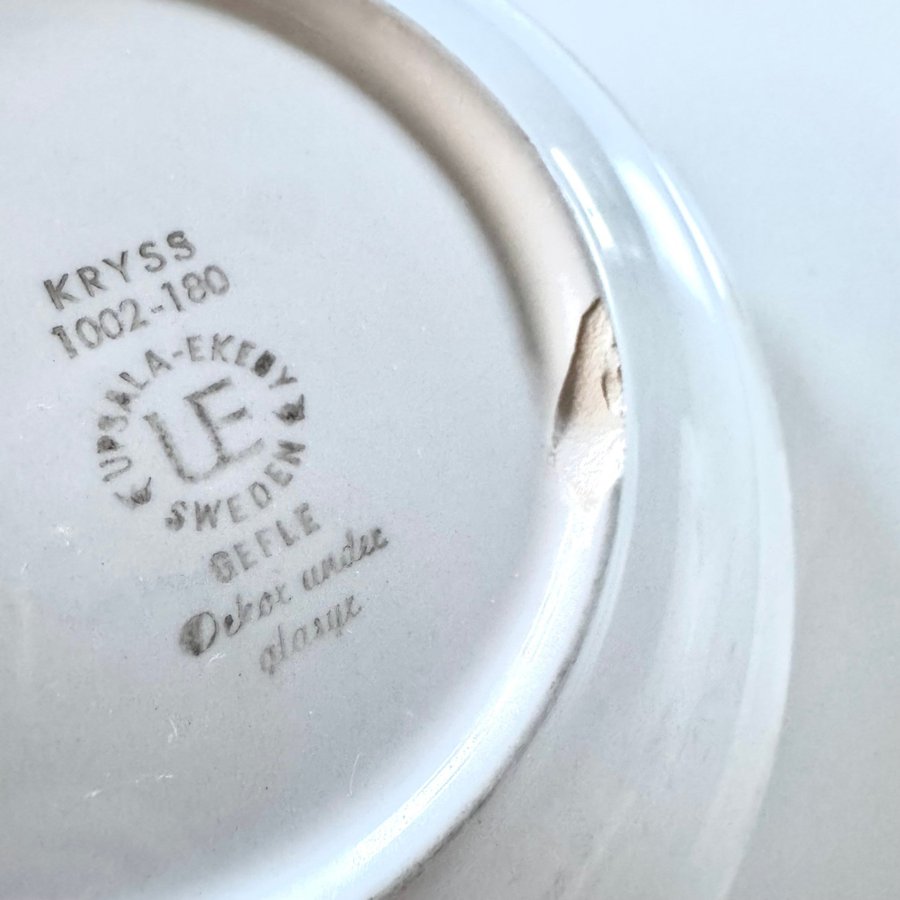 KRYSS
1002-180
UPSALA-EKEBY
UE
SWEDEN
GEFLE
Dekor under
glasyr